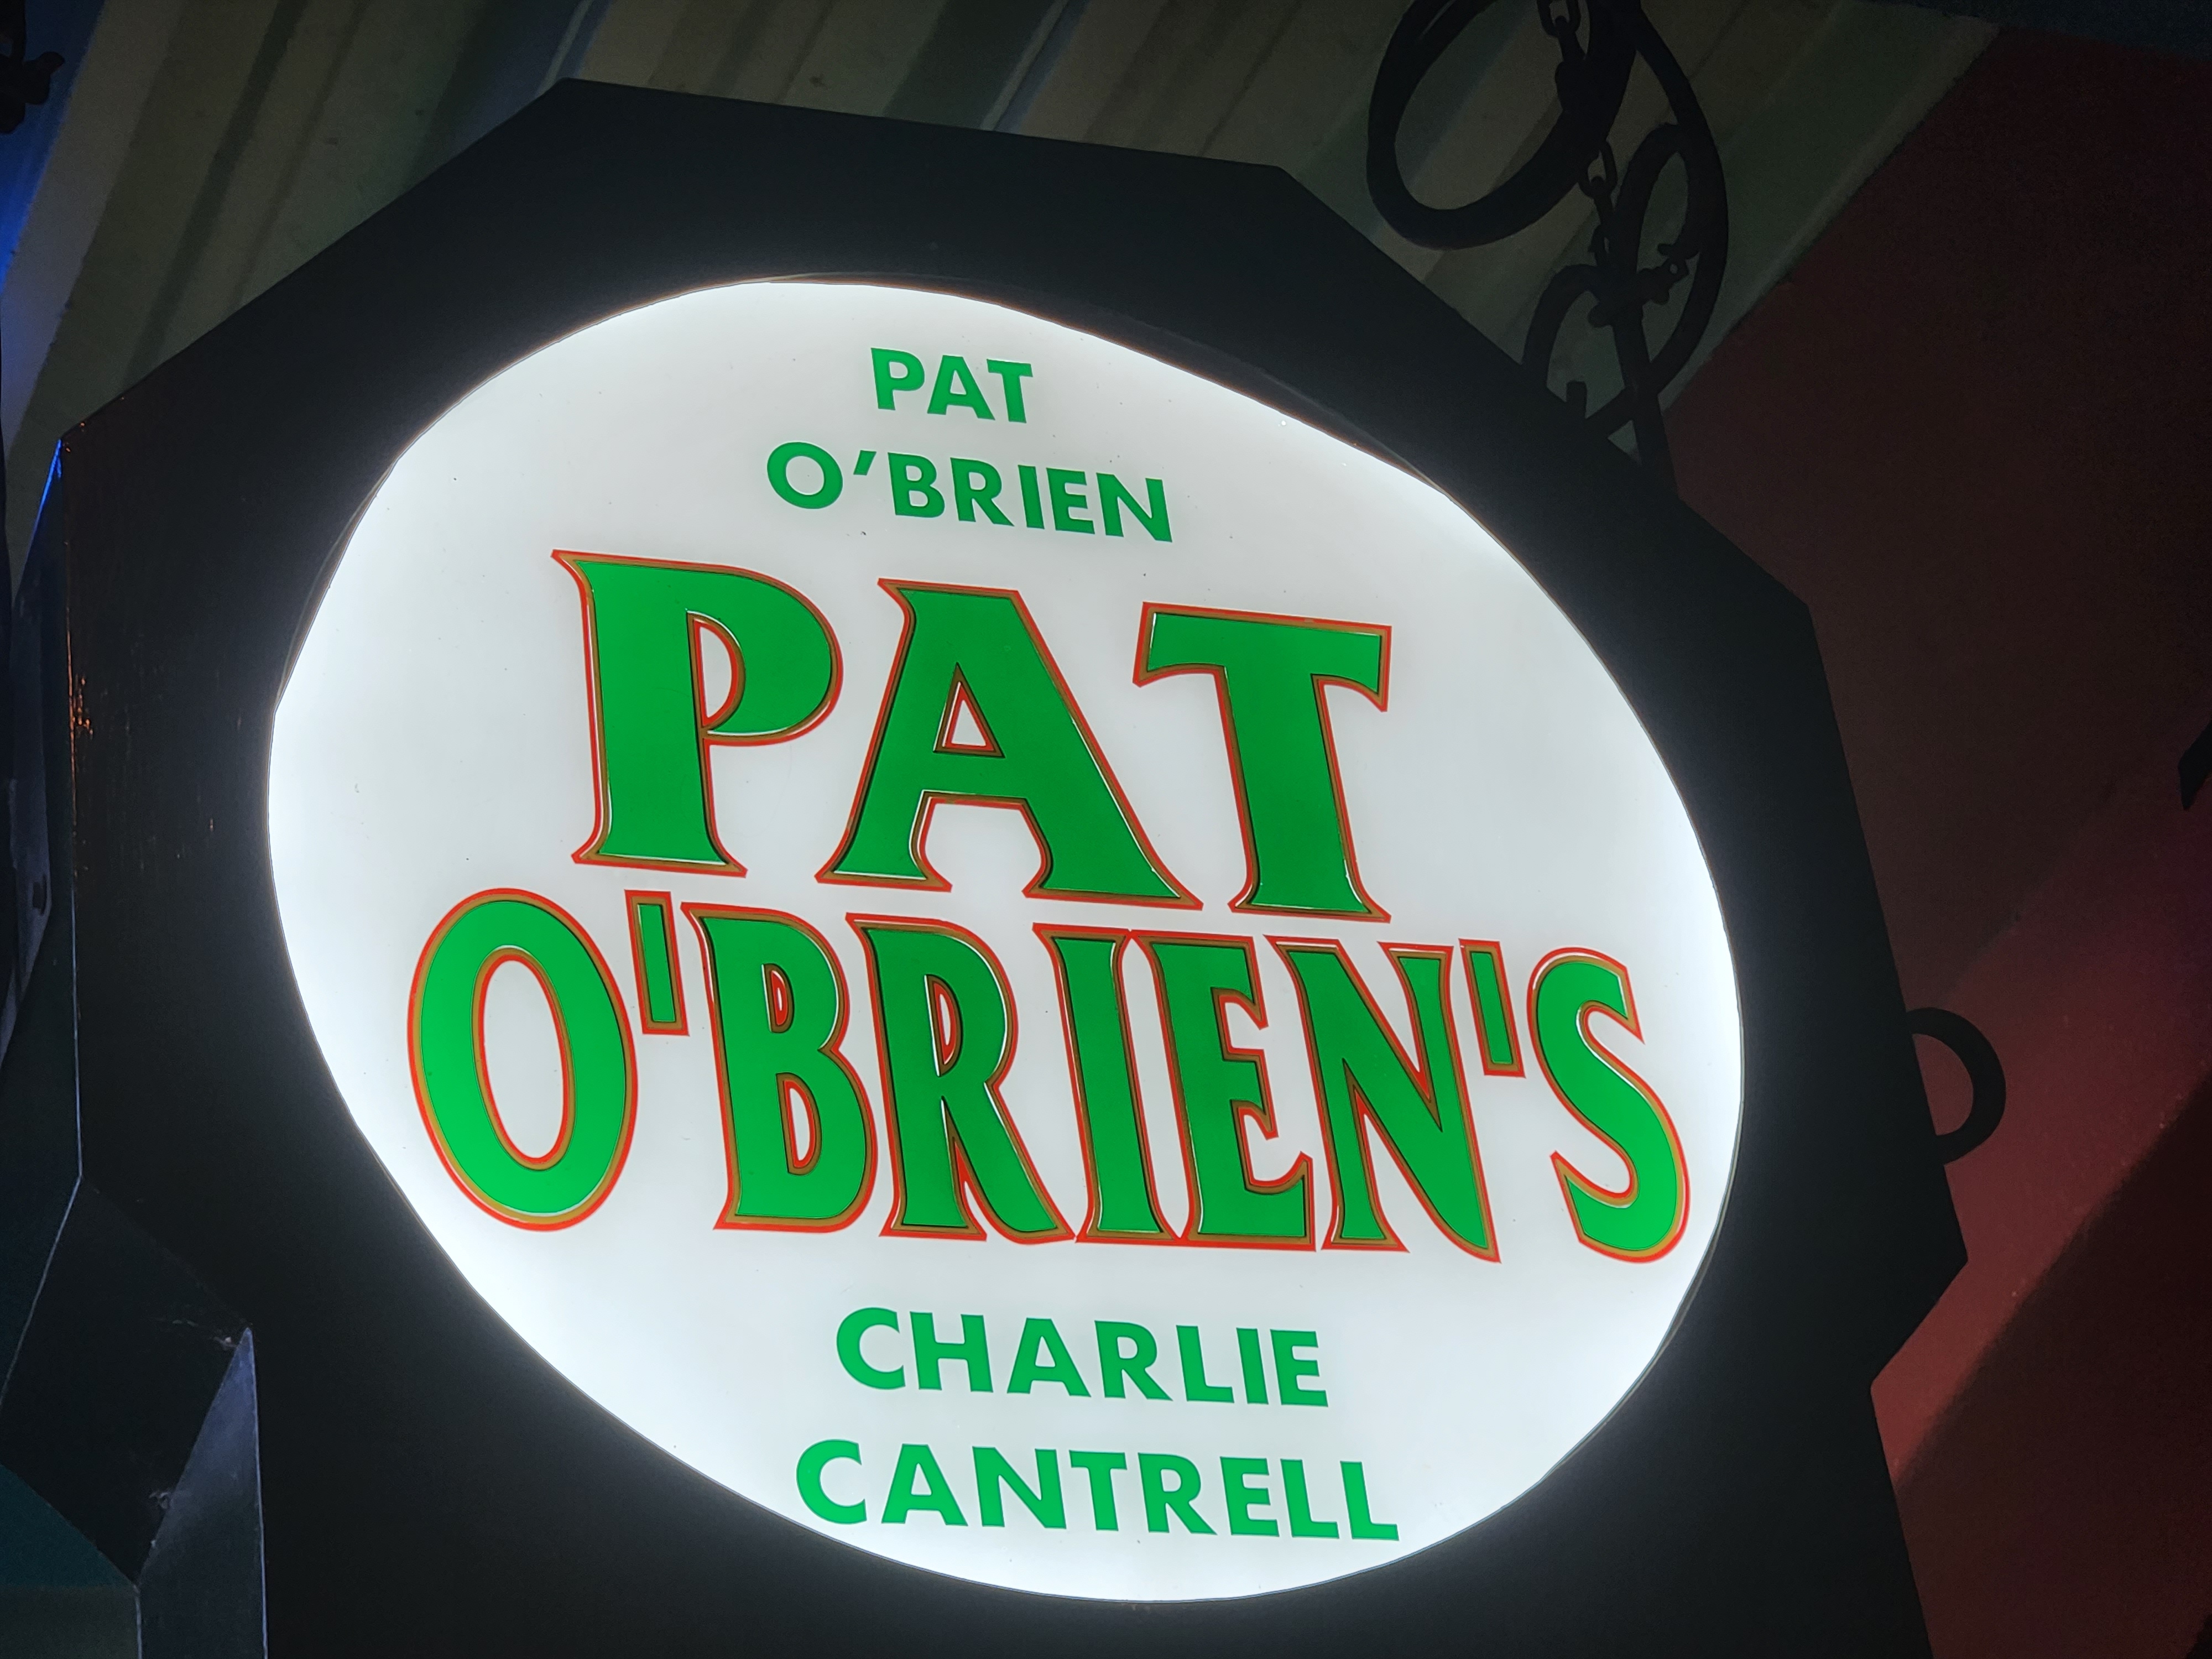 PAT
O’BRIEN
PAT
O'BRIEN'S
CHARLIE
CANTRELL